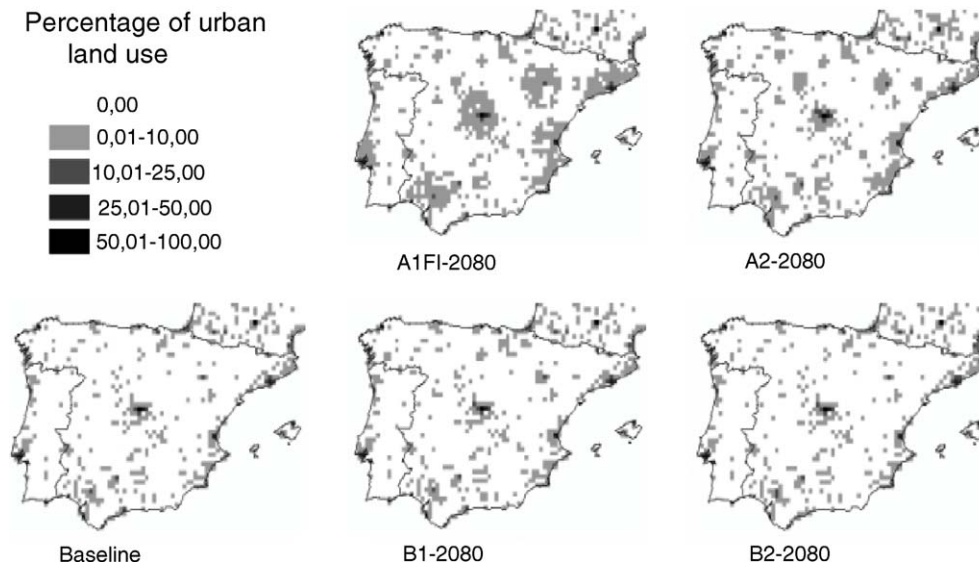 Percentage of urban
land use
0,00
0,01-10,00
10,01-25,00
25,01-50,00
50,01-100,00
A1FI-2080
A2-2080
Baseline
B1-2080
B2-2080